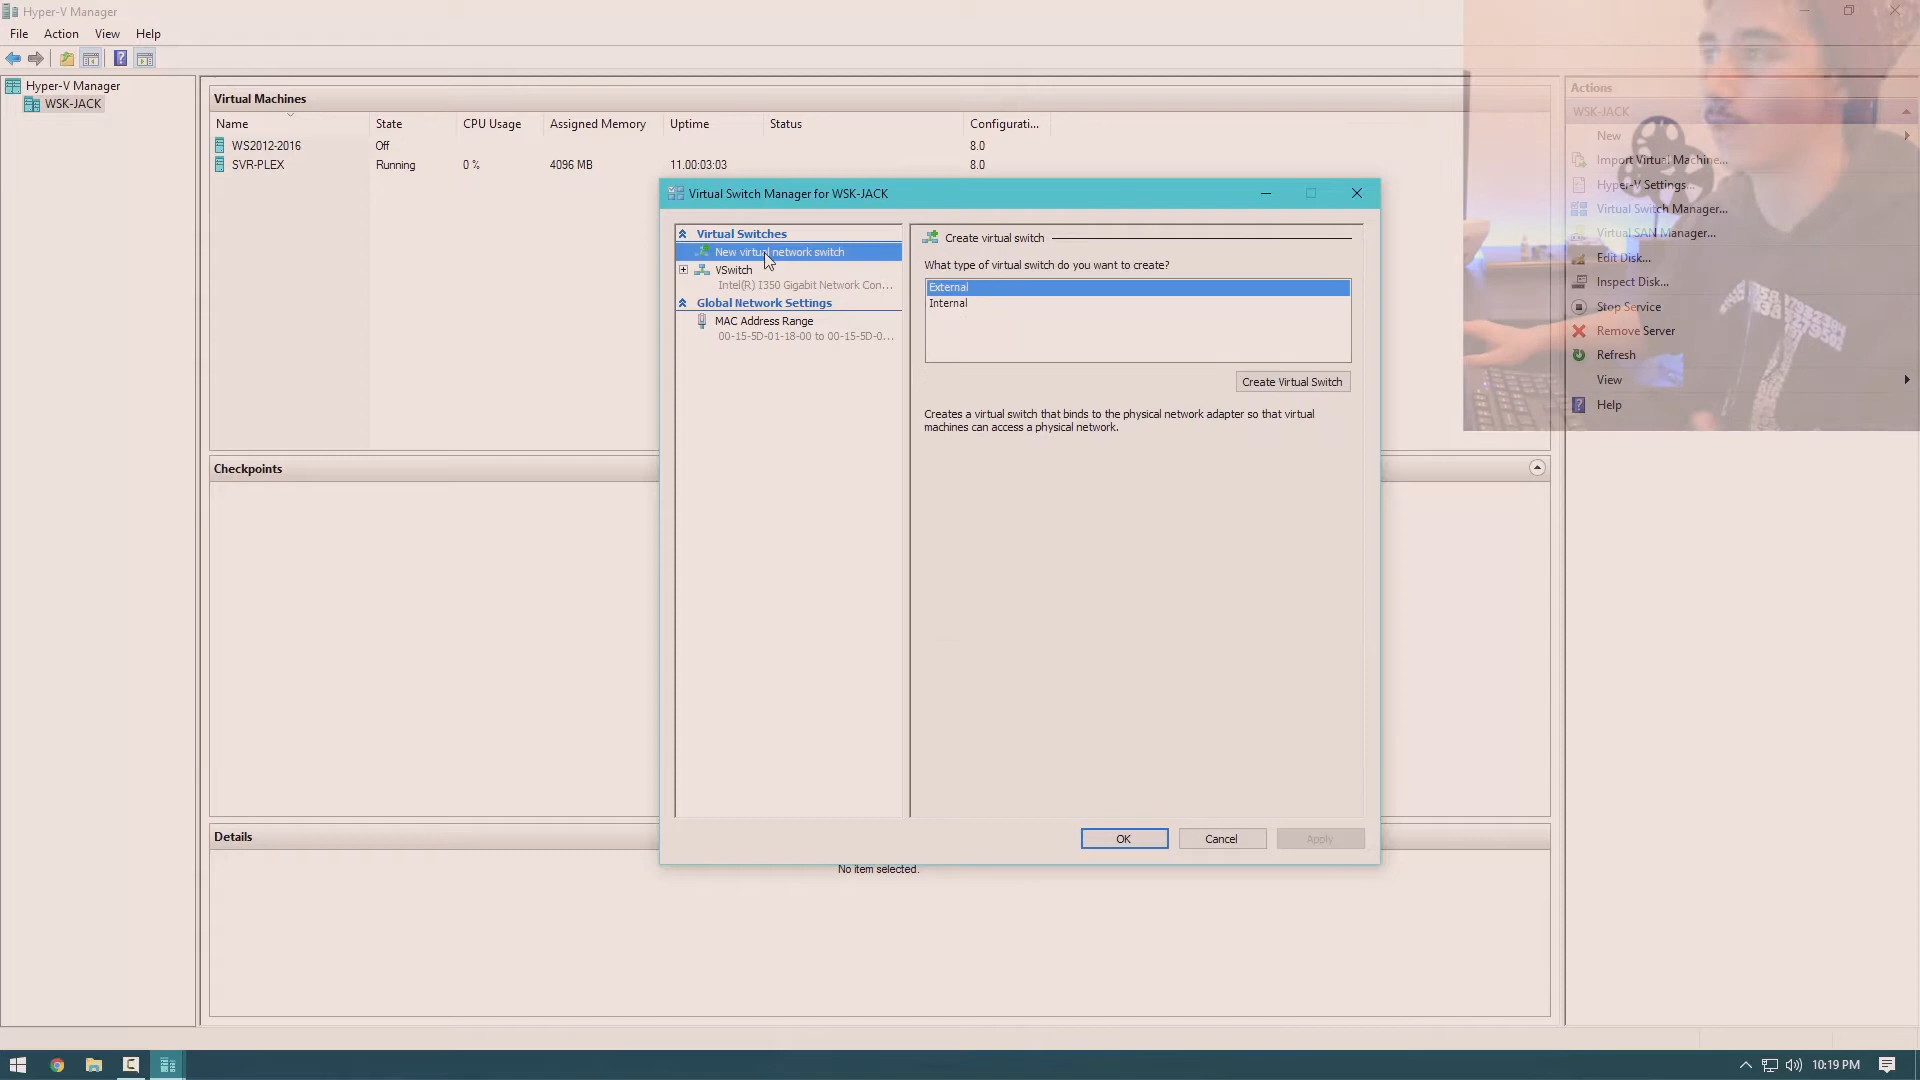 Hyper-V Manager
File Action View Help
Hyper-V Manager
WSK-JACK
Virtual Machines
Name State CPU Usage Assigned Memory Uptime Status Configurati...
WS2012-2016 Off 8.0
SVR-PLEX Running 0 % 4096 MB 11.00:03:03 8.0
Checkpoints
Details
No item selected.
Virtual Switch Manager for WSK-JACK
Virtual Switches
New virtual network switch
VSwitch
Intel(R) I350 Gigabit Network Con...
Global Network Settings
MAC Address Range
00-15-5D-01-18-00 to 00-15-5D-0...
Create virtual switch
What type of virtual switch do you want to create?
External
Internal
Create Virtual Switch
Creates a virtual switch that binds to the physical network adapter so that virtual
machines can access a physical network.
OK Cancel Apply
Actions
WSK-JACK
New
Import Virtual Machine...
Hyper-V Settings...
Virtual Switch Manager...
Virtual SAN Manager...
Edit Disk...
Inspect Disk...
Stop Service
Remove Server
Refresh
View
Help
10:19 PM